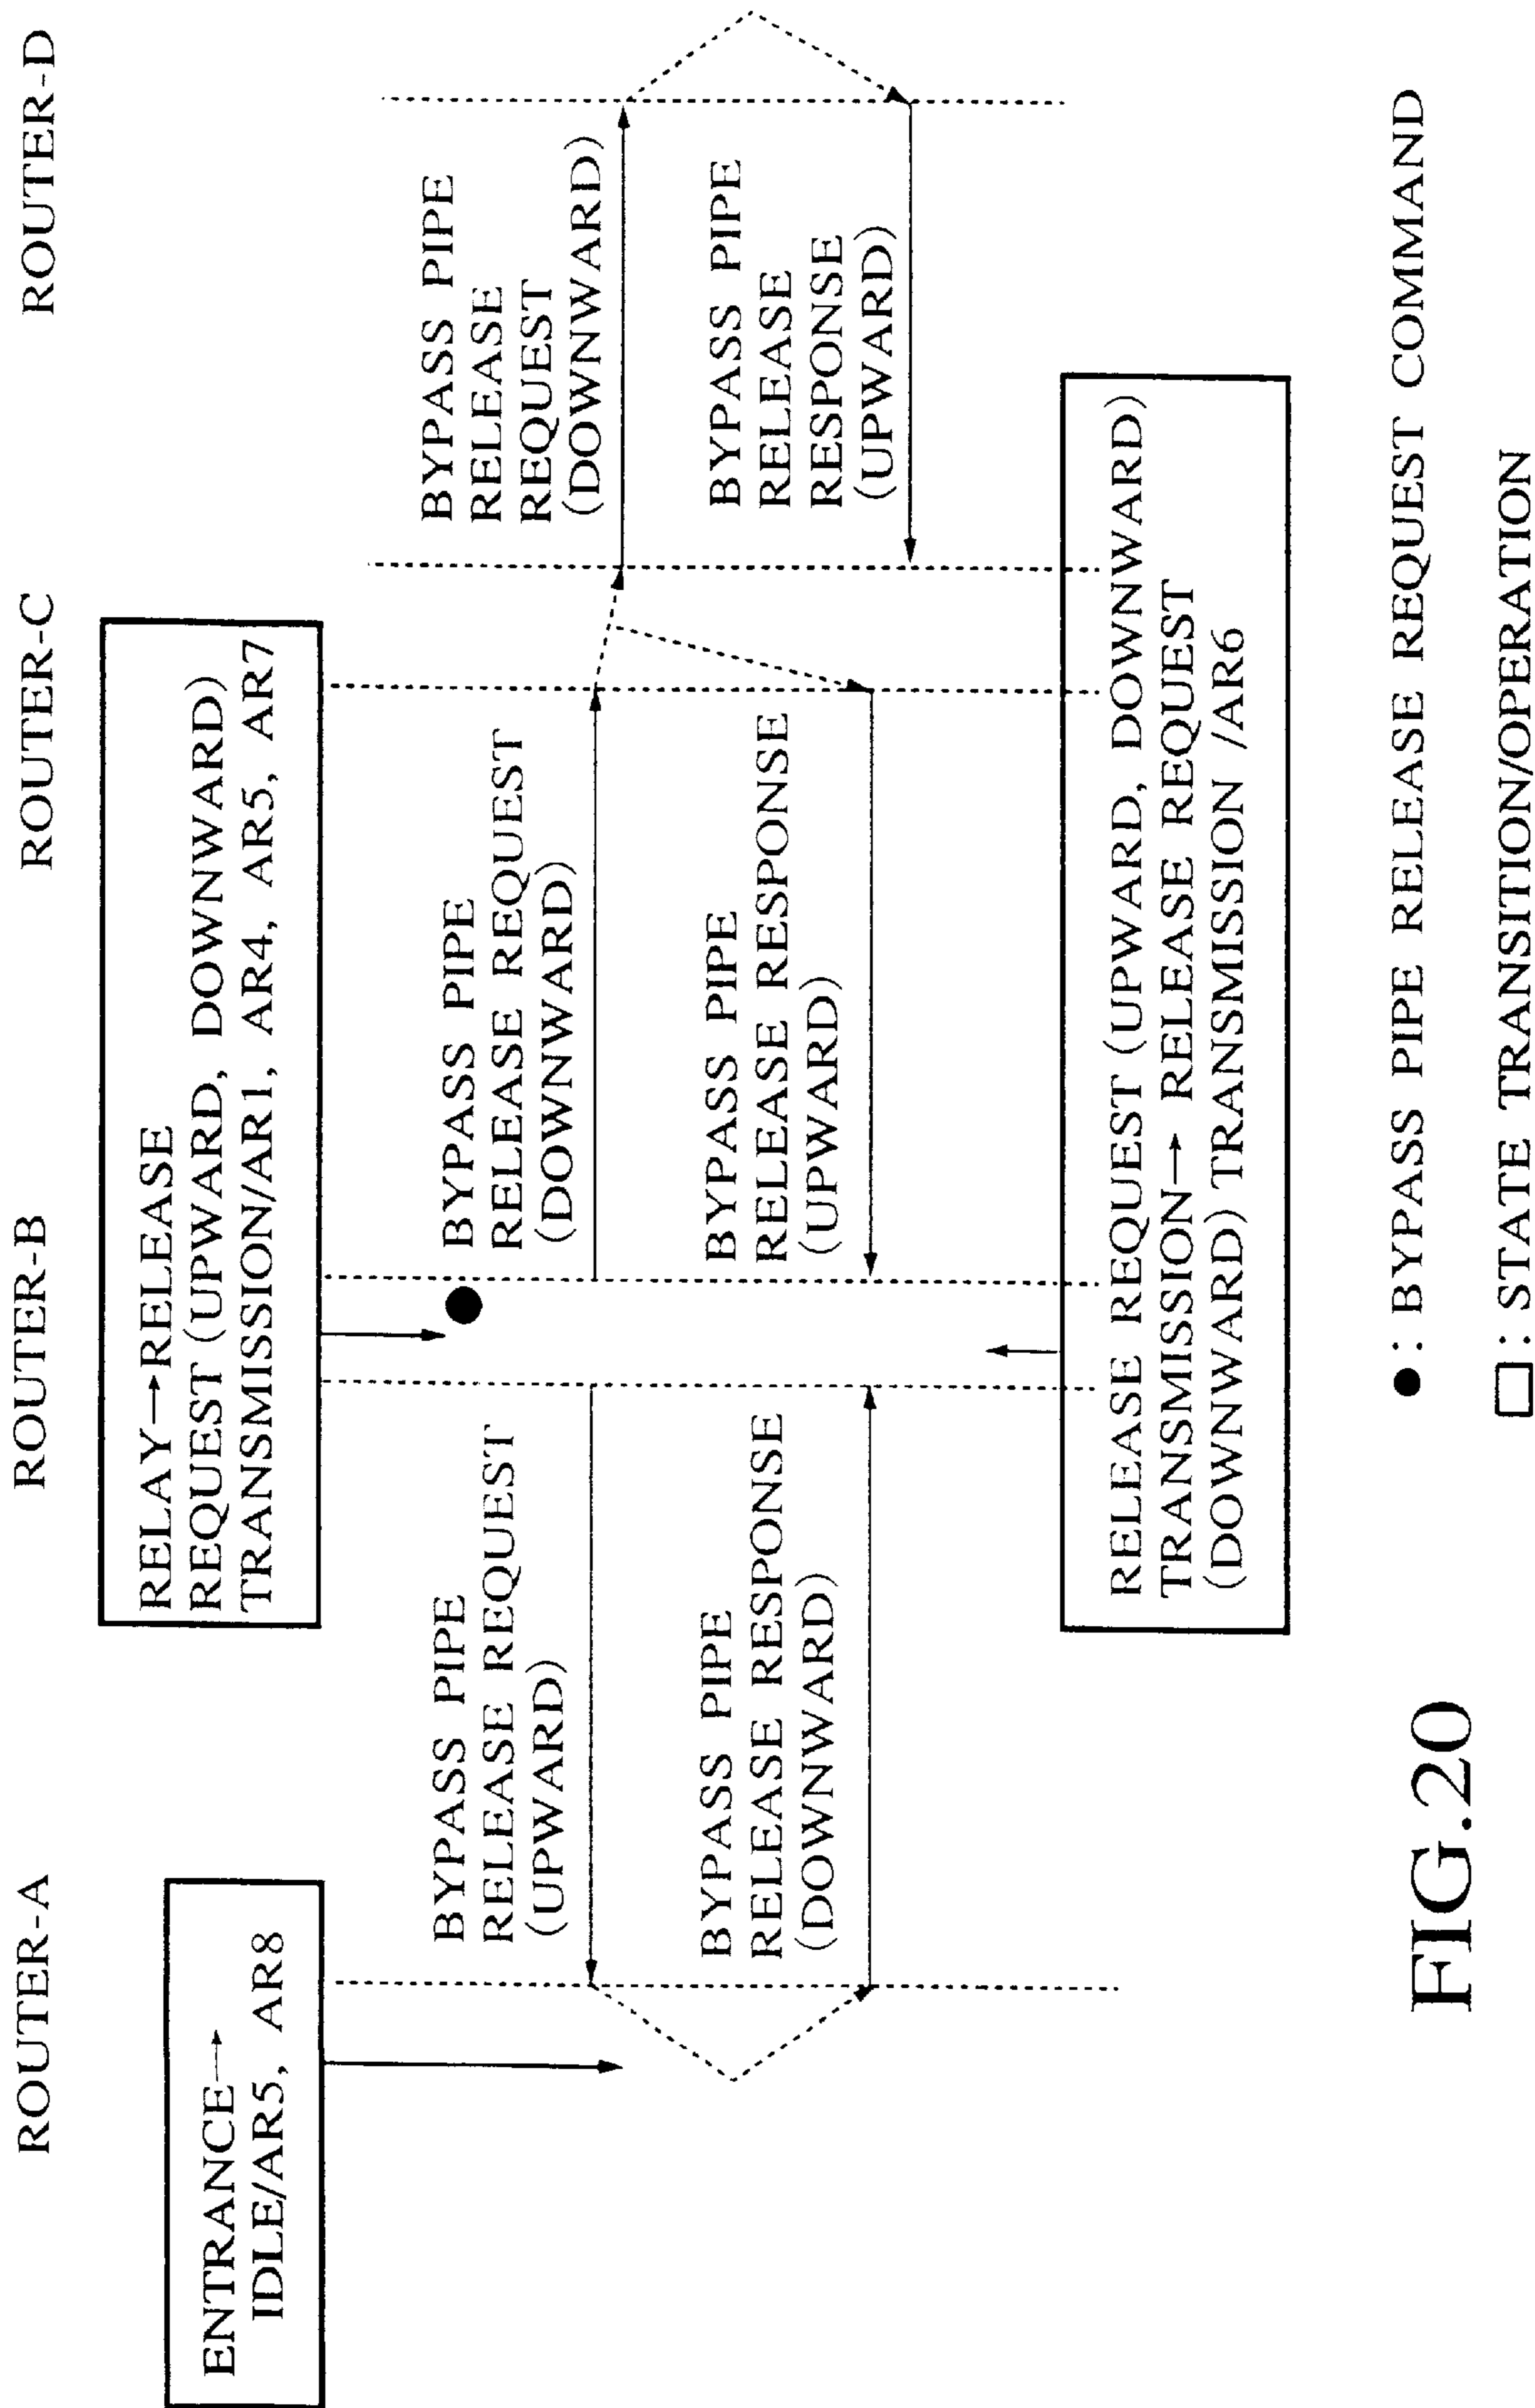 ROUTER-A
ROUTER-B
ROUTER-C
ROUTER-D
ENTRANCE→
IDLE/AR5, AR8
RELAY→RELEASE
REQUEST (UPWARD, DOWNWARD)
TRANSMISSION/AR1, AR4, AR5, AR7
BYPASS PIPE
RELEASE REQUEST
(UPWARD)
BYPASS PIPE
RELEASE REQUEST
(DOWNWARD)
BYPASS PIPE
RELEASE
REQUEST
(DOWNWARD)
BYPASS PIPE
RELEASE RESPONSE
(DOWNWARD)
BYPASS PIPE
RELEASE RESPONSE
(UPWARD)
BYPASS PIPE
RELEASE
RESPONSE
(UPWARD)
RELEASE REQUEST (UPWARD, DOWNWARD)
TRANSMISSION→ RELEASE REQUEST
(DOWNWARD) TRANSMISSION /AR6
●: BYPASS PIPE RELEASE REQUEST COMMAND
□: STATE TRANSITION/OPERATION
FIG.20